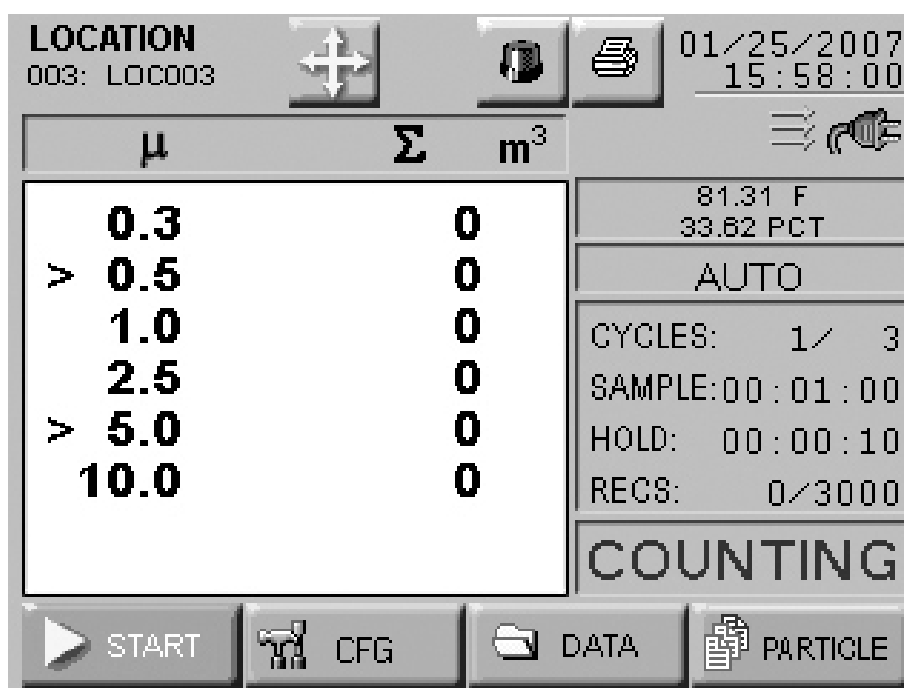 LOCATION
003: LOC003
01/25/2007
15:58:00
µ Σ m³
0.3 0
> 0.5 0
1.0 0
2.5 0
> 5.0 0
10.0 0
81.31 F
33.62 PCT
AUTO
CYCLES: 1/ 3
SAMPLE:00:01:00
HOLD: 00:00:10
RECS: 0/3000
COUNTING
START CFG DATA PARTICLE